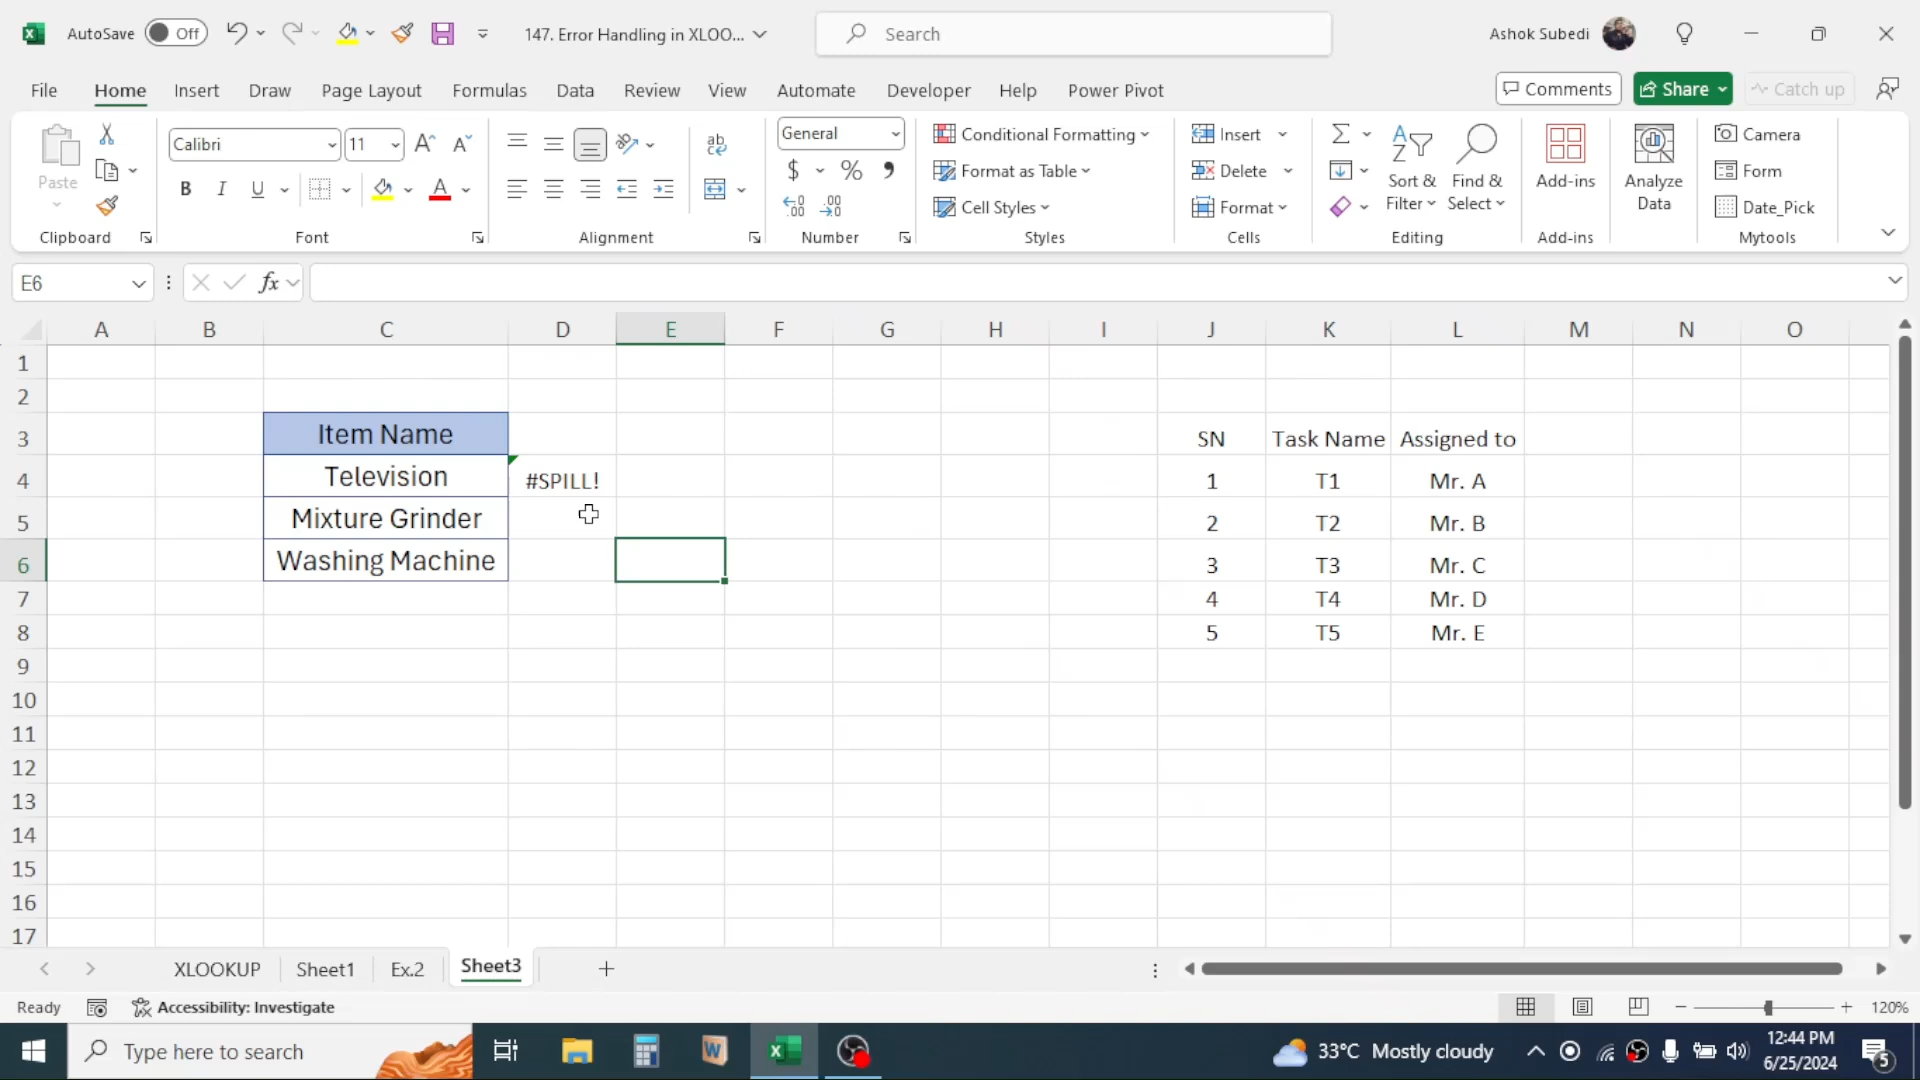 AutoSave Off 147. Error Handling in XLOO... Search Ashok Subedi
File Home Insert Draw Page Layout Formulas Data Review View Automate Developer Help Power Pivot Comments Share Catch up
Paste
Clipboard
Calibri 11
B I U A
Font
ab
c
Alignment
General
$ % ,
.00
Number
Conditional Formatting
Format as Table
Cell Styles
Styles
Insert
Delete
Format
Cells
Sort & Filter
Find & Select
Editing
Add-ins
Add-ins
Analyze Data
Camera
Form
Date_Pick
Mytools
E6 fx
A B C D E F G H I J K L M N O
1
2
3 Item Name SN Task Name Assigned to
4 Television #SPILL! 1 T1 Mr. A
5 Mixture Grinder 2 T2 Mr. B
6 Washing Machine 3 T3 Mr. C
7 4 T4 Mr. D
8 5 T5 Mr. E
9
10
11
12
13
14
15
16
17
XLOOKUP Sheet1 Ex.2 Sheet3
Ready Accessibility: Investigate 120%
Type here to search 33°C Mostly cloudy 12:44 PM
6/25/2024 5